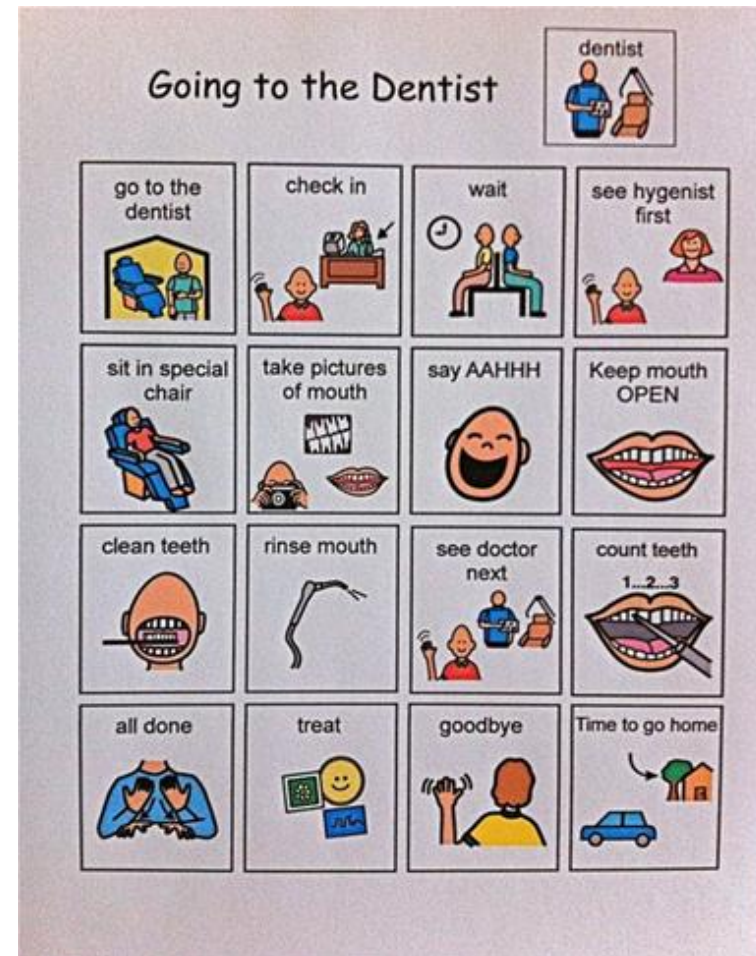 dentist
Going to the Dentist
go to the
dentist
check in
wait
see hygenist
first
sit in special
chair
take pictures
of mouth
say AAHHH
Keep mouth
OPEN
clean teeth
rinse mouth
see doctor
next
count teeth
1...2...3
all done
treat
goodbye
Time to go home